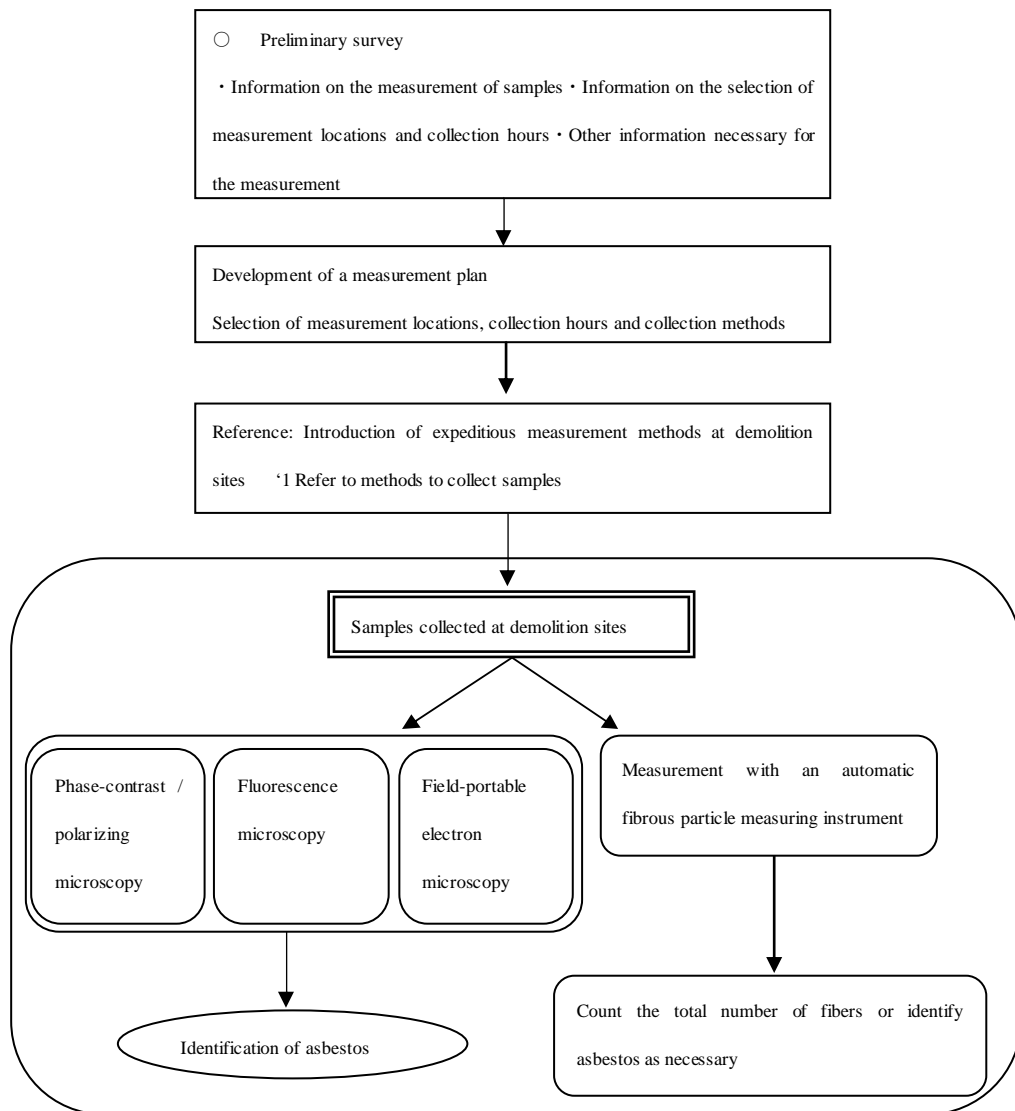 〇 Preliminary survey
・Information on the measurement of samples・Information on the selection of
measurement locations and collection hours・Other information necessary for
the measurement
Development of a measurement plan
Selection of measurement locations, collection hours and collection methods
Reference: Introduction of expeditious measurement methods at demolition
sites ‘1 Refer to methods to collect samples
Samples collected at demolition sites
Phase-contrast /
polarizing
microscopy
Fluorescence
microscopy
Field-portable
electron
microscopy
Measurement with an automatic
fibrous particle measuring instrument
Identification of asbestos
Count the total number of fibers or identify
asbestos as necessary